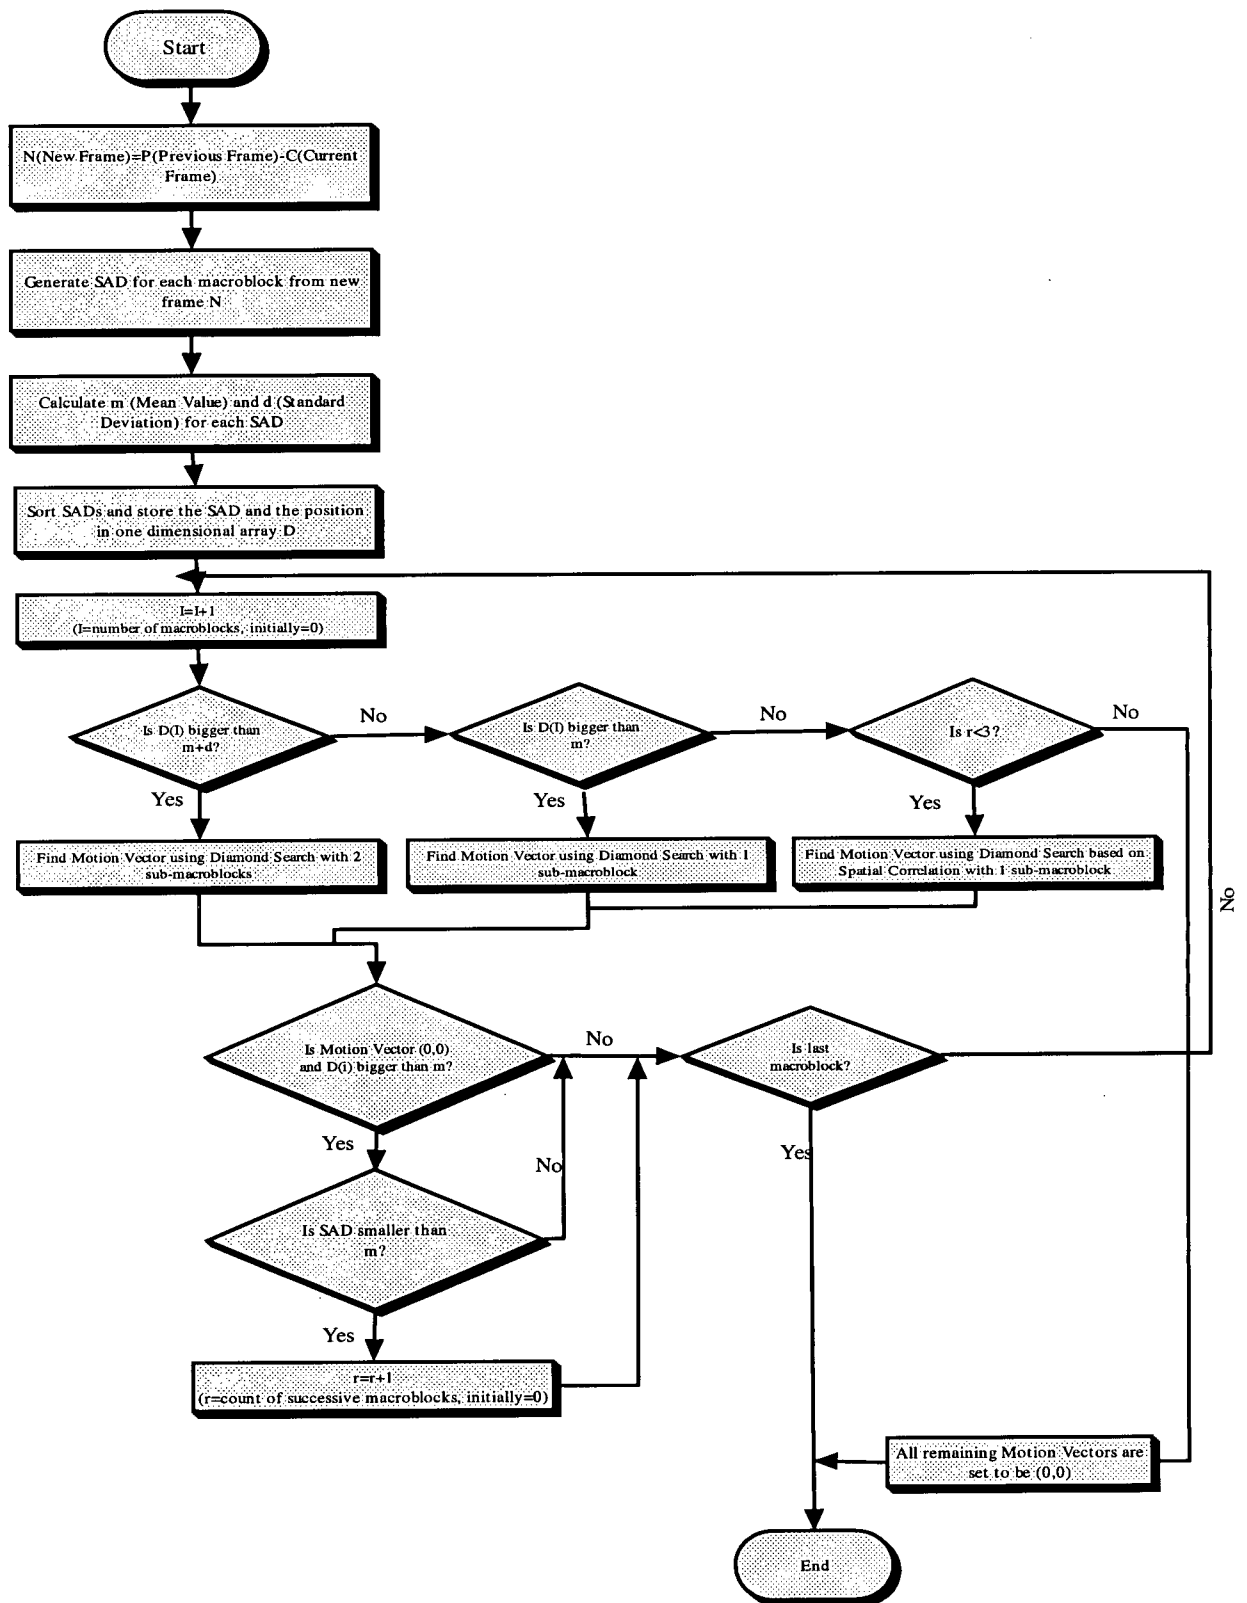 Start
N(New Frame)=P(Previous Frame)-C(Current
Frame)
Generate SAD for each macroblock from new
frame N
Calculate m (Mean Value) and d (Standard
Deviation) for each SAD
Sort SADs and store the SAD and the position
in one dimensional array D
I=I+1
(I=number of macroblocks, initially=0)
Is D(I) bigger than
m+d?
No
Is D(I) bigger than
m?
No
Is r<3?
No
Yes
Yes
Yes
Find Motion Vector using Diamond Search with 2
sub-macroblocks
Find Motion Vector using Diamond Search with 1
sub-macroblock
Find Motion Vector using Diamond Search based on
Spatial Correlation with 1 sub-macroblock
No
Is Motion Vector (0,0)
and D(i) bigger than m?
No
Is last
macroblock?
Yes
No
Yes
Is SAD smaller than
m?
Yes
r=r+1
(r=count of successive macroblocks, initially=0)
All remaining Motion Vectors are
set to be (0,0)
End